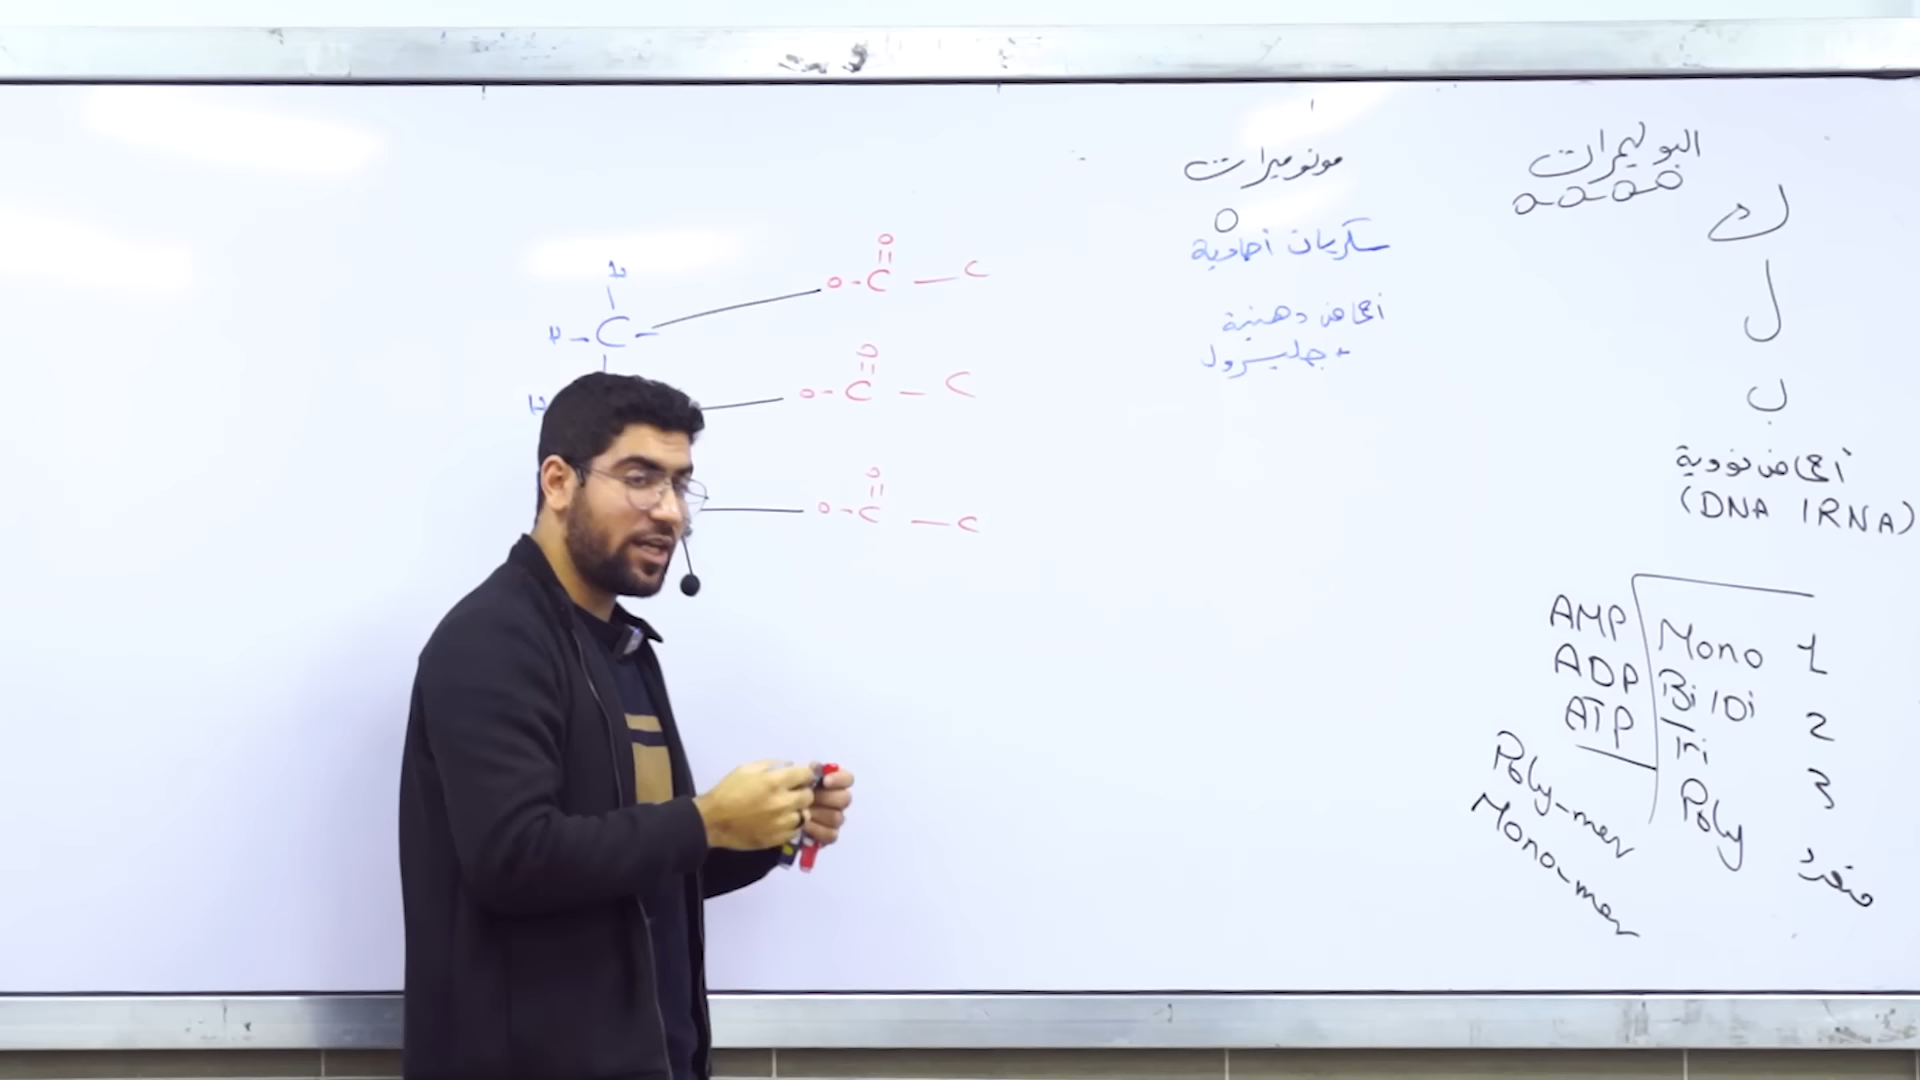 البوليمرات
ك
ل
ب
أحماض نووية
(DNA / RNA)
مونوميرات
سكريات أحادية
أحماض دهنية
+ جليسرول
H
H - C -
H
O
O - C — C
O
O - C — C
O
O - C — C
AMP Mono 1
ADP Bi / Di 2
ATP Tri 3
Poly متعدد
Poly-mer
Mono-mer